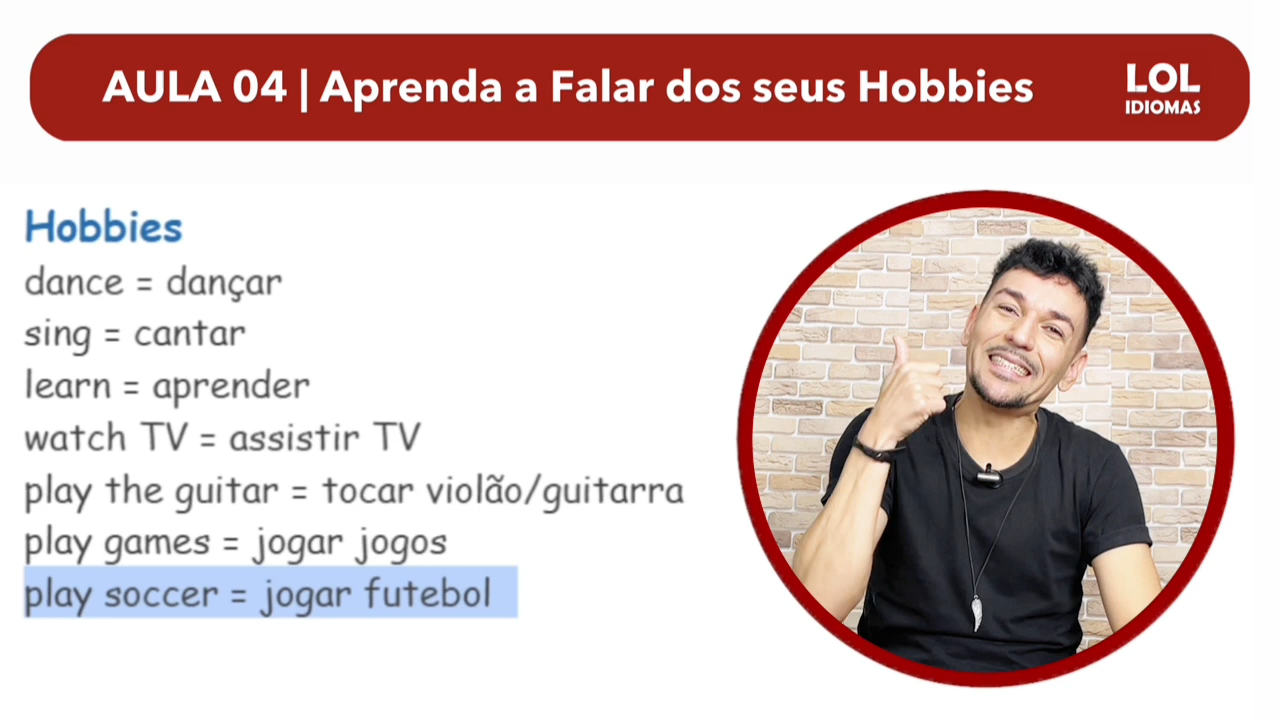 AULA 04 | Aprenda a Falar dos seus Hobbies
LOL
IDIOMAS
Hobbies
dance = dançar
sing = cantar
learn = aprender
watch TV = assistir TV
play the guitar = tocar violão/guitarra
play games = jogar jogos
play soccer = jogar futebol